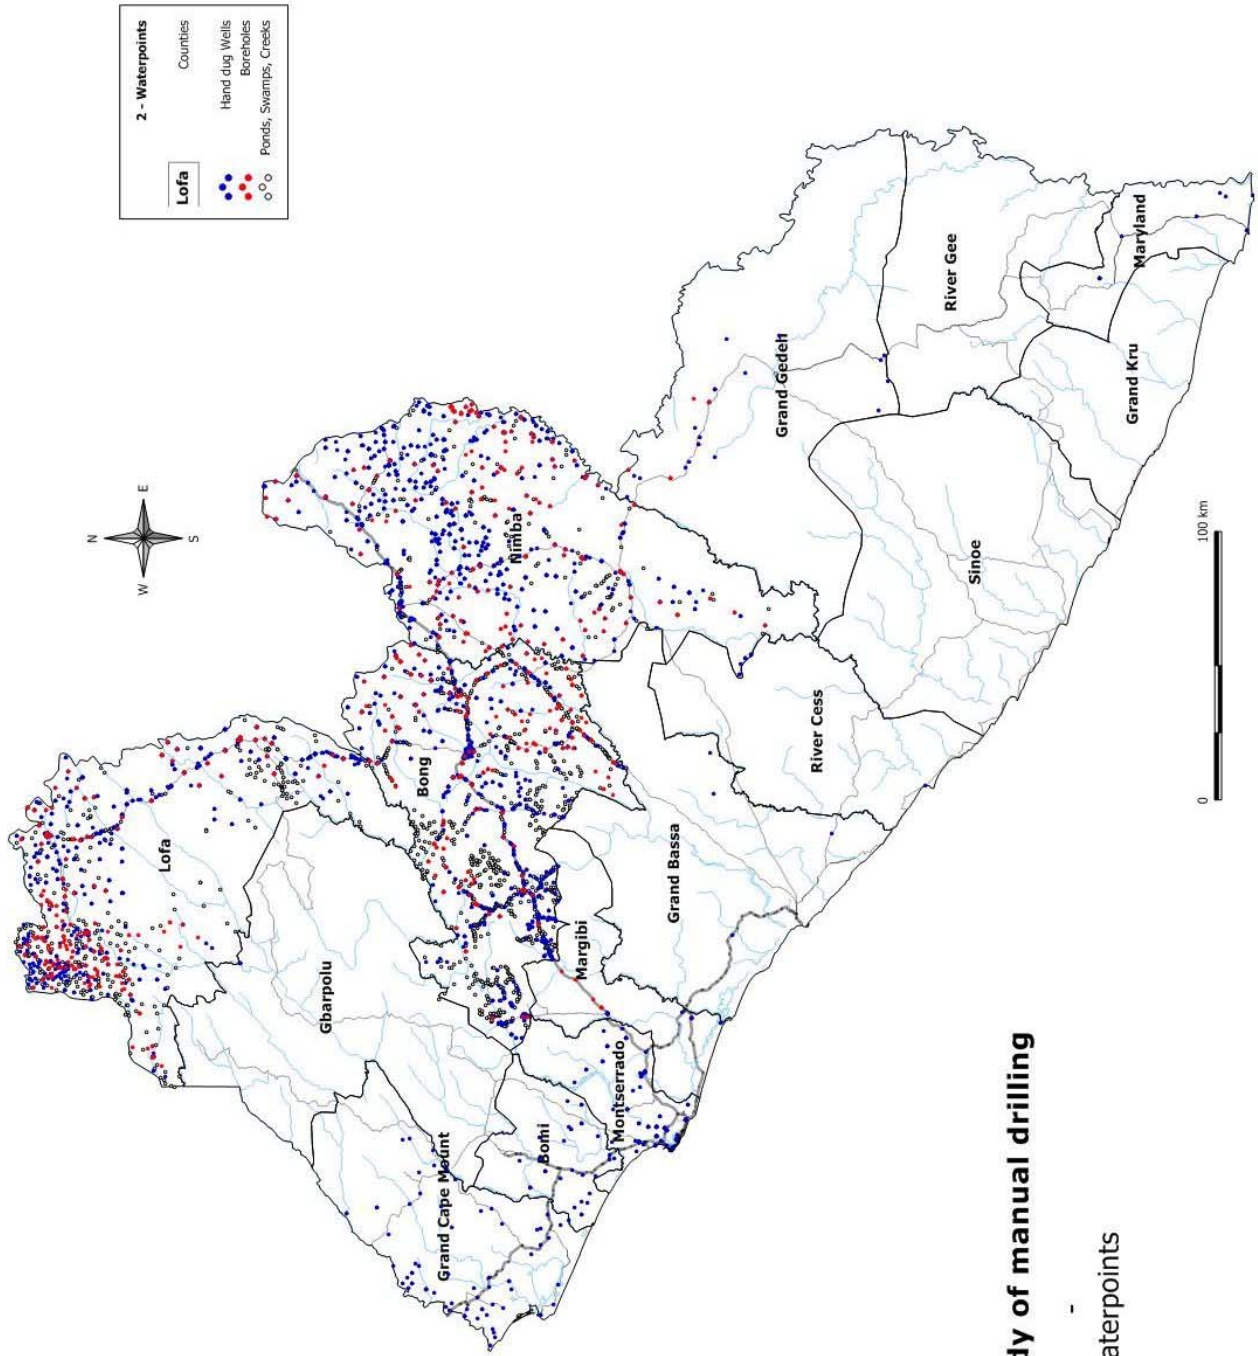 2 - Waterpoints
Lofa
Counties
Hand dug Wells
Boreholes
Ponds, Swamps, Creeks
N
W
E
S
Lofa
Nimba
Bong
Gbarpolu
Grand Gedeh
River Gee
Maryland
Grand Kru
Sinoe
River Cess
Grand Bassa
Margibi
Montserrado
Bomi
Grand Cape Mount
0
100 km
dy of manual drilling
-
aterpoints